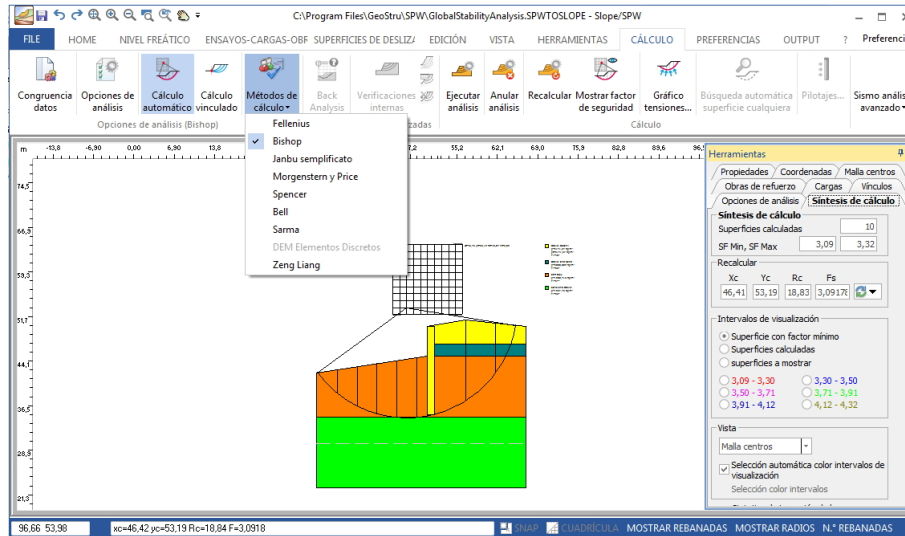 C:\Program Files\GeoStru\SPW\GlobalStabilityAnalysis.SPWTOSLOPE - Slope/SPW
FILE HOME NIVEL FREÁTICO ENSAYOS-CARGAS-OBF SUPERFICIES DE DESLIZ EDICIÓN VISTA HERRAMIENTAS CÁLCULO PREFERENCIAS OUTPUT ? Preferenci
Congruencia datos
Opciones de análisis
Cálculo automático
Cálculo vinculado
Métodos de cálculo
Back Analysis
Verificaciones internas
Ejecutar análisis
Anular análisis
Recalcular
Mostrar factor de seguridad
Gráfico tensiones...
Búsqueda automática superficie cualquiera
Pilotajes...
Sismo anális avanzado
Opciones de análisis (Bishop)
zadas
Cálculo
Fellenius
Bishop
Janbu semplificato
Morgenstern y Price
Spencer
Bell
Sarma
DEM Elementos Discretos
Zeng Liang
m -13,8 -6,90 0,00 6,90 13,8 7,2 55,2 62,1 69,0 75,9 82,8 89,6 96,5
74,5
66,5
59,3
51,7
44,1
36,5
28,5
21,3
Herramientas
Propiedades Coordenadas Malla centros
Obras de refuerzo Cargas Vínculos
Opciones de análisis Síntesis de cálculo
Síntesis de cálculo
Superficies calculadas 10
SF Min, SF Max 3,09 3,32
Recalcular
Xc Yc Rc Fs
46,41 53,19 18,83 3,09178
Intervalos de visualización
Superficie con factor mínimo
Superficies calculadas
superficies a mostrar
3,09 - 3,30 3,30 - 3,50
3,50 - 3,71 3,71 - 3,91
3,91 - 4,12 4,12 - 4,32
Vista
Malla centros
Selección automática color intervalos de visualización
Selección color intervalos
96,66 53,98 xc=46,42 yc=53,19 Rc=18,84 F=3,0918 SNAP CUADRÍCULA MOSTRAR REBANADAS MOSTRAR RADIOS N.° REBANADAS